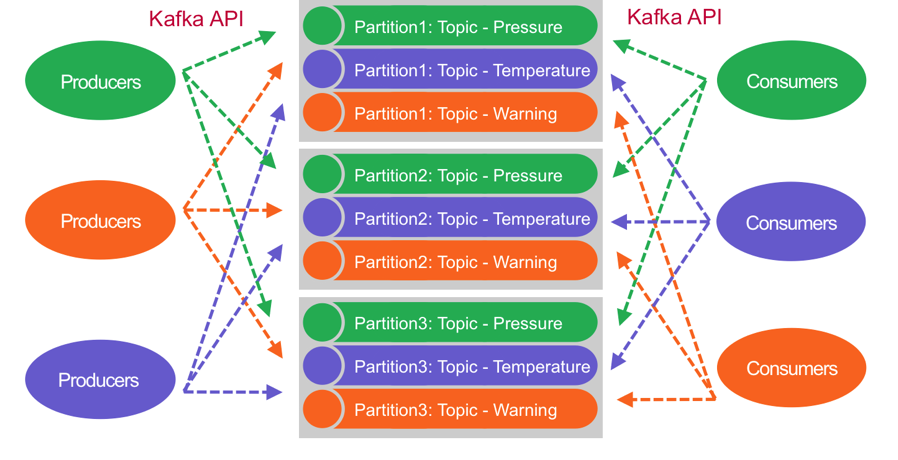 Kafka API
Kafka API
Producers
Producers
Producers
Partition1: Topic - Pressure
Partition1: Topic - Temperature
Partition1: Topic - Warning
Partition2: Topic - Pressure
Partition2: Topic - Temperature
Partition2: Topic - Warning
Partition3: Topic - Pressure
Partition3: Topic - Temperature
Partition3: Topic - Warning
Consumers
Consumers
Consumers